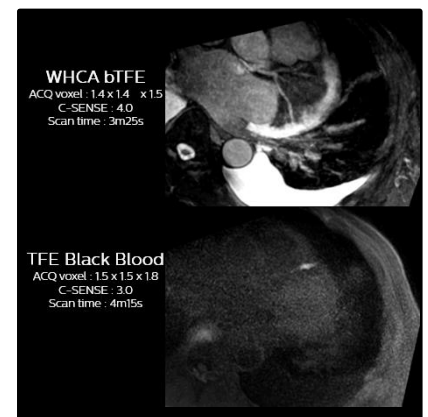 WHCA bTFE
ACQ voxel : 1.4 x 1.4 x 1.5
C-SENSE : 4.0
Scan time : 3m25s
TFE Black Blood
ACQ voxel : 1.5 x 1.5 x 1.8
C-SENSE : 3.0
Scan time : 4m15s